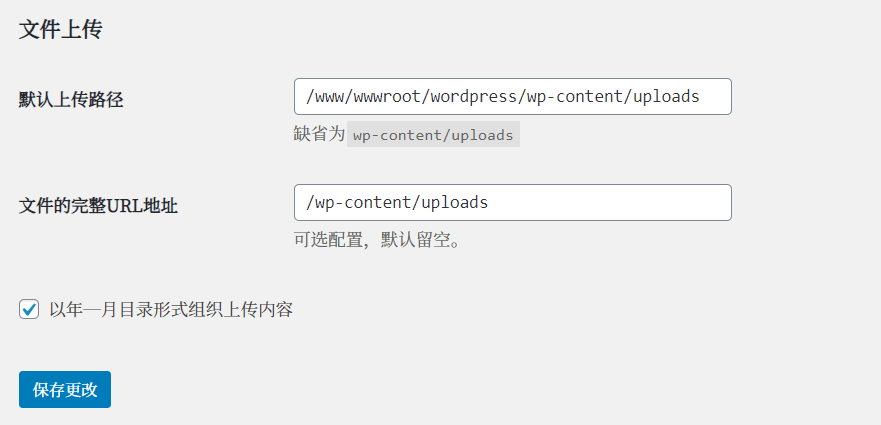 文件上传
默认上传路径
/www/wwwroot/wordpress/wp-content/uploads
缺省为 wp-content/uploads
文件的完整URL地址
/wp-content/uploads
可选配置，默认留空。
以年—月目录形式组织上传内容
保存更改